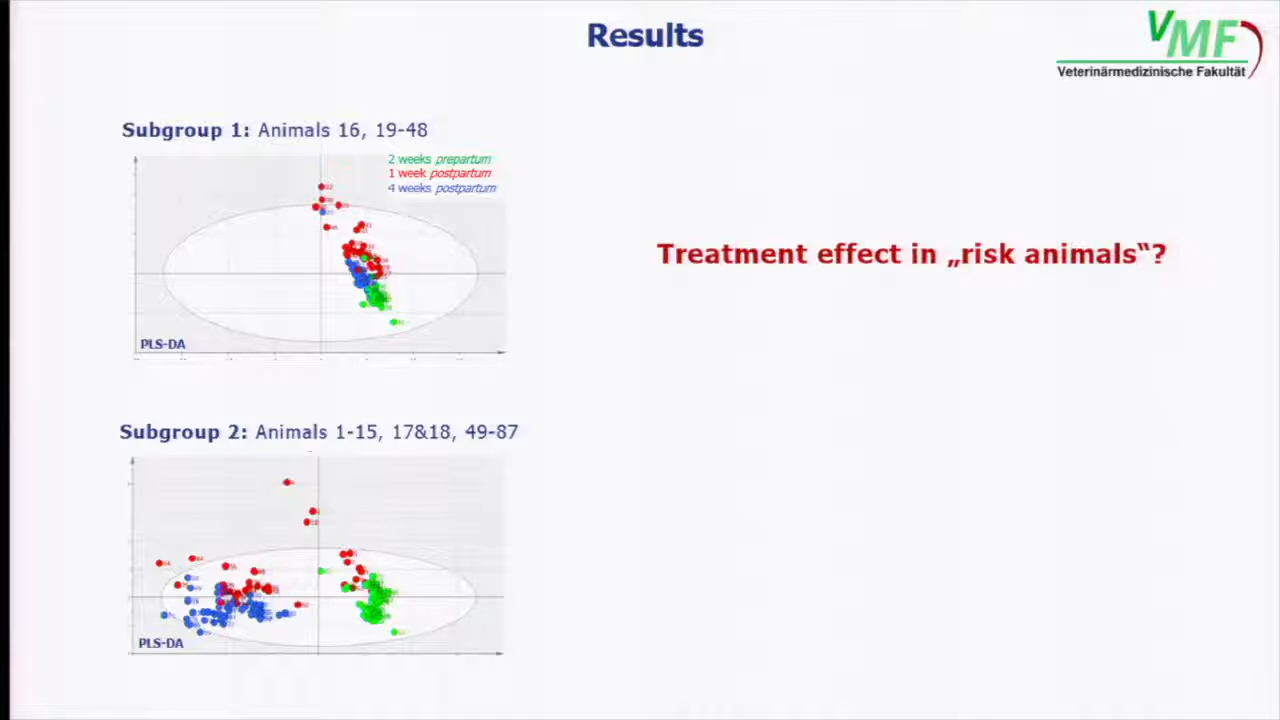 Results
VMF
Veterinärmedizinische Fakultät
Subgroup 1: Animals 16, 19-48
2 weeks prepartum
1 week postpartum
4 weeks postpartum
PLS-DA
Treatment effect in „risk animals“?
Subgroup 2: Animals 1-15, 17&18, 49-87
PLS-DA